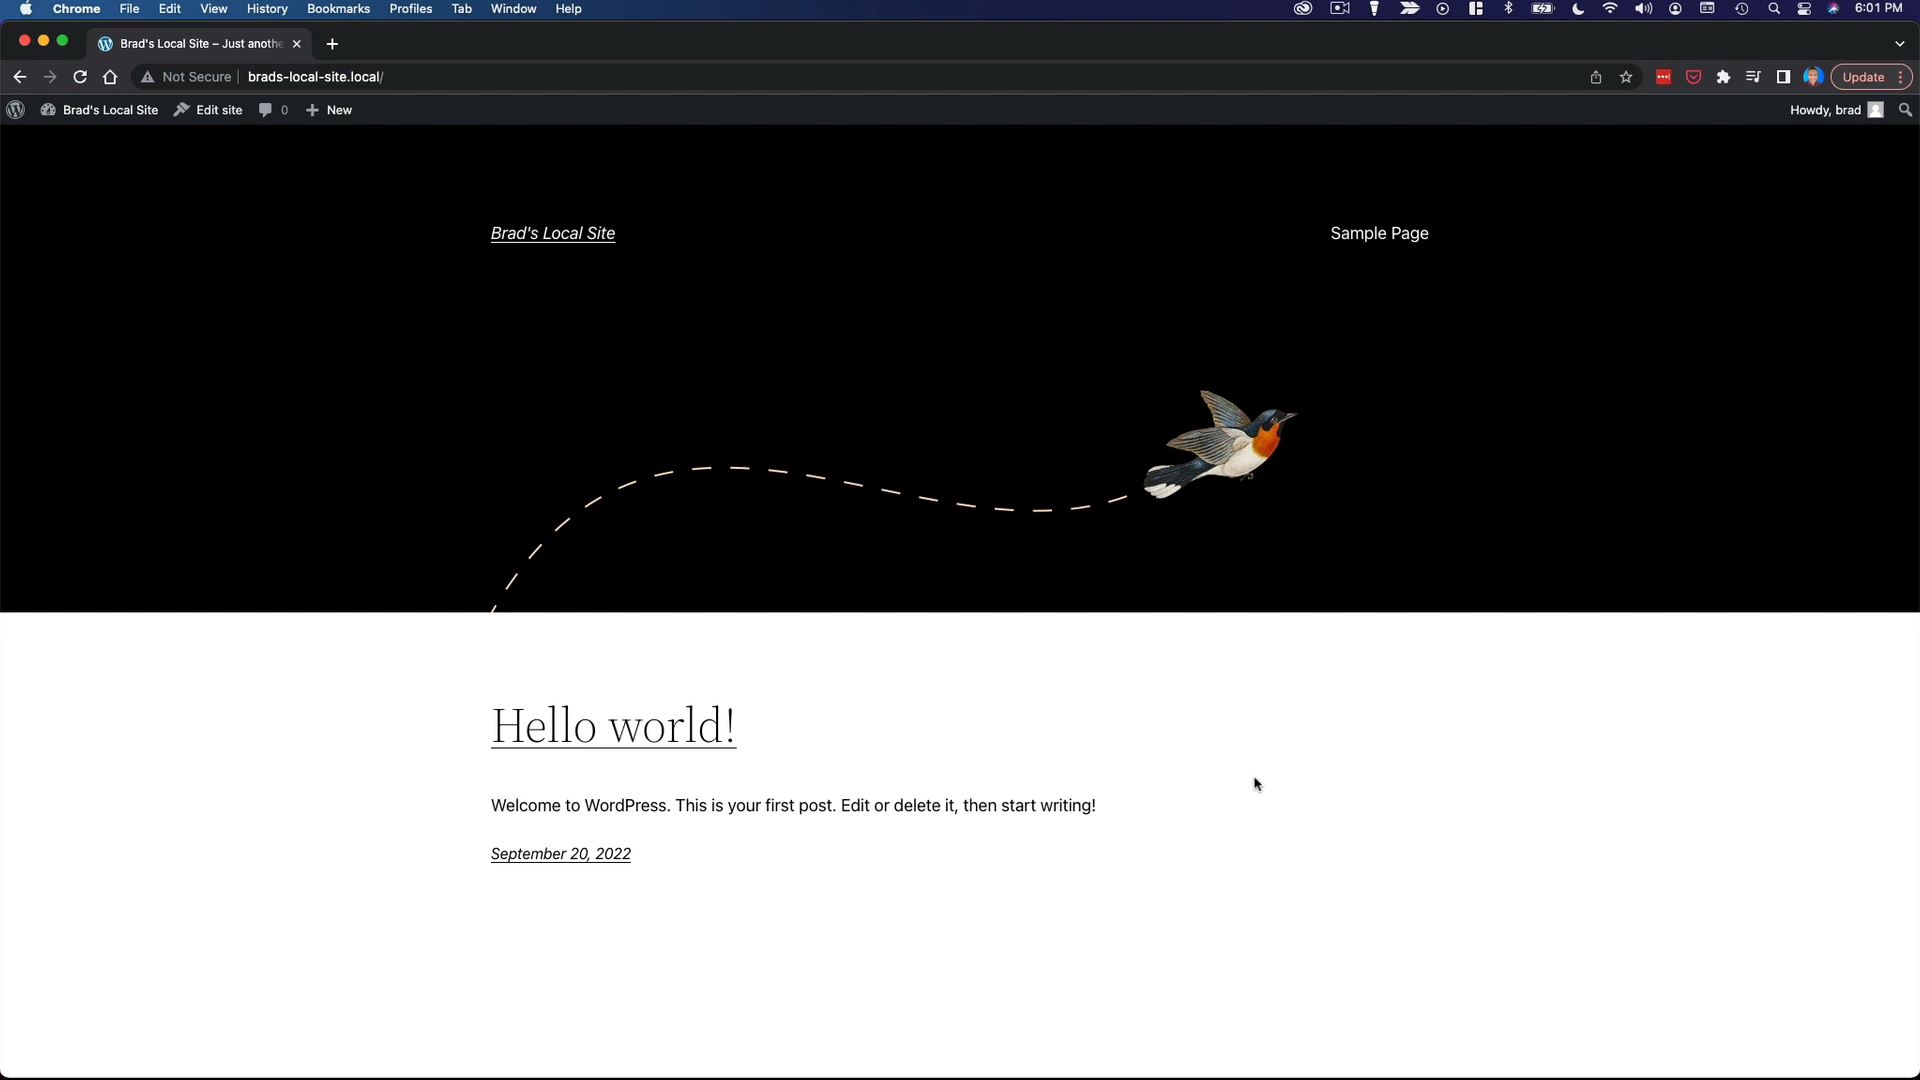 Chrome File Edit View History Bookmarks Profiles Tab Window Help 6:01 PM
Brad's Local Site – Just anothe
Not Secure brads-local-site.local/ Update
Brad's Local Site Edit site 0 New Howdy, brad
Brad's Local Site Sample Page
Hello world!
Welcome to WordPress. This is your first post. Edit or delete it, then start writing!
September 20, 2022